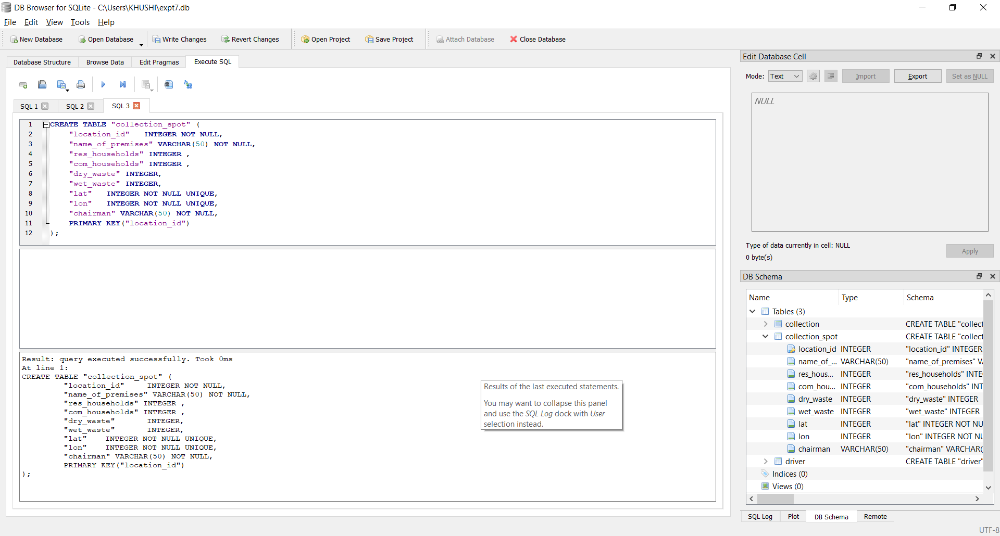 DB Browser for SQLite - C:\Users\KHUSHI\expt7.db
File Edit View Tools Help
New Database Open Database Write Changes Revert Changes Open Project Save Project Attach Database Close Database
Database Structure Browse Data Edit Pragmas Execute SQL
SQL 1 SQL 2 SQL 3
1 CREATE TABLE "collection_spot" (
2 "location_id" INTEGER NOT NULL,
3 "name_of_premises" VARCHAR(50) NOT NULL,
4 "res_households" INTEGER ,
5 "com_households" INTEGER ,
6 "dry_waste" INTEGER,
7 "wet_waste" INTEGER,
8 "lat" INTEGER NOT NULL UNIQUE,
9 "lon" INTEGER NOT NULL UNIQUE,
10 "chairman" VARCHAR(50) NOT NULL,
11 PRIMARY KEY("location_id")
12 );
Result: query executed successfully. Took 0ms
At line 1:
CREATE TABLE "collection_spot" (
"location_id" INTEGER NOT NULL,
"name_of_premises" VARCHAR(50) NOT NULL,
"res_households" INTEGER ,
"com_households" INTEGER ,
"dry_waste" INTEGER,
"wet_waste" INTEGER,
"lat" INTEGER NOT NULL UNIQUE,
"lon" INTEGER NOT NULL UNIQUE,
"chairman" VARCHAR(50) NOT NULL,
PRIMARY KEY("location_id")
);
Results of the last executed statements.
You may want to collapse this panel
and use the SQL Log dock with User
selection instead.
Edit Database Cell
Mode: Text Import Export Set as NULL
NULL
Type of data currently in cell: NULL
0 byte(s)
Apply
DB Schema
Name Type Schema
Tables (3)
collection CREATE TABLE "collect
collection_spot CREATE TABLE "collect
location_id INTEGER "location_id" INTEGER
name_of_... VARCHAR(50) "name_of_premises" VA
res_hous... INTEGER "res_households" INTE
com_hou... INTEGER "com_households" INT
dry_waste INTEGER "dry_waste" INTEGER
wet_waste INTEGER "wet_waste" INTEGER
lat INTEGER "lat" INTEGER NOT NU
lon INTEGER "lon" INTEGER NOT NU
chairman VARCHAR(50) "chairman" VARCHAR(
driver CREATE TABLE "driver"
Indices (0)
Views (0)
SQL Log Plot DB Schema Remote
UTF-8